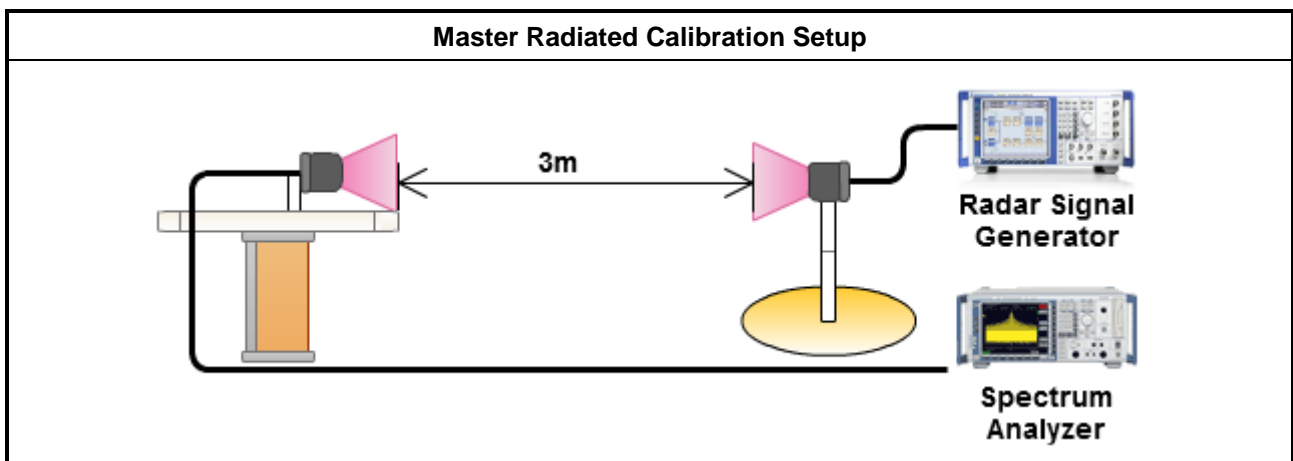 Master Radiated Calibration Setup
3m
Radar Signal
Generator
Spectrum
Analyzer